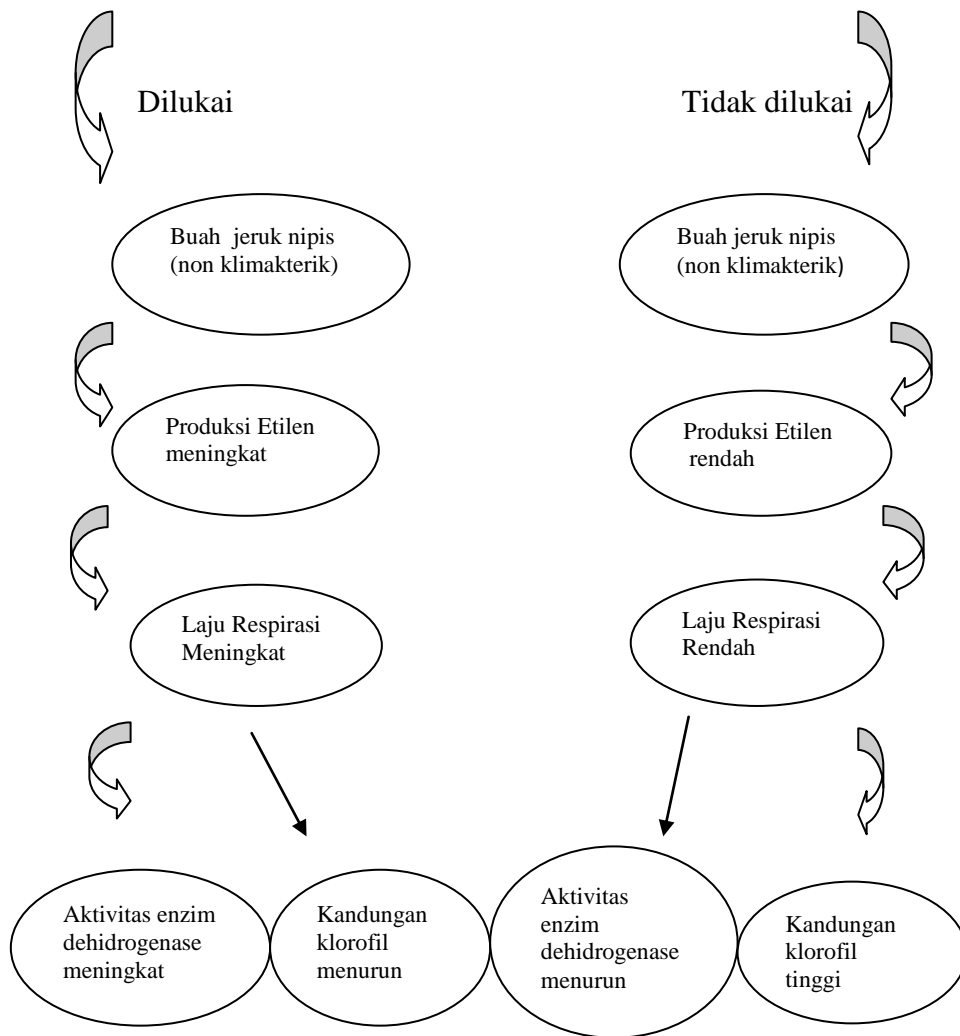 Dilukai
Tidak dilukai
Buah jeruk nipis
(non klimakterik)
Buah jeruk nipis
(non klimakterik)
Produksi Etilen
meningkat
Produksi Etilen
rendah
Laju Respirasi
Meningkat
Laju Respirasi
Rendah
Aktivitas enzim
dehidrogenase
meningkat
Kandungan
klorofil
menurun
Aktivitas
enzim
dehidrogenase
menurun
Kandungan
klorofil
tinggi